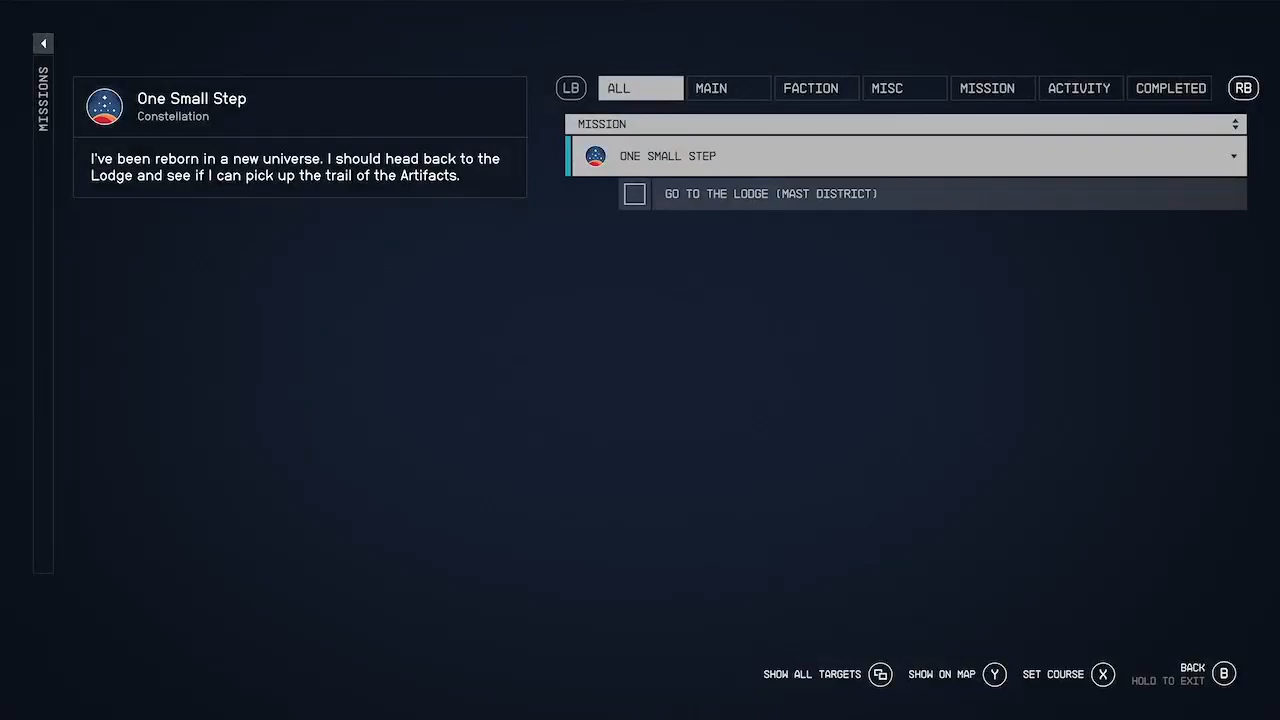 MISSIONS
One Small Step
Constellation
I've been reborn in a new universe. I should head back to the
Lodge and see if I can pick up the trail of the Artifacts.
LB ALL MAIN FACTION MISC MISSION ACTIVITY COMPLETED RB
MISSION
ONE SMALL STEP
GO TO THE LODGE (MAST DISTRICT)
SHOW ALL TARGETS SHOW ON MAP Y SET COURSE X BACK B
HOLD TO EXIT